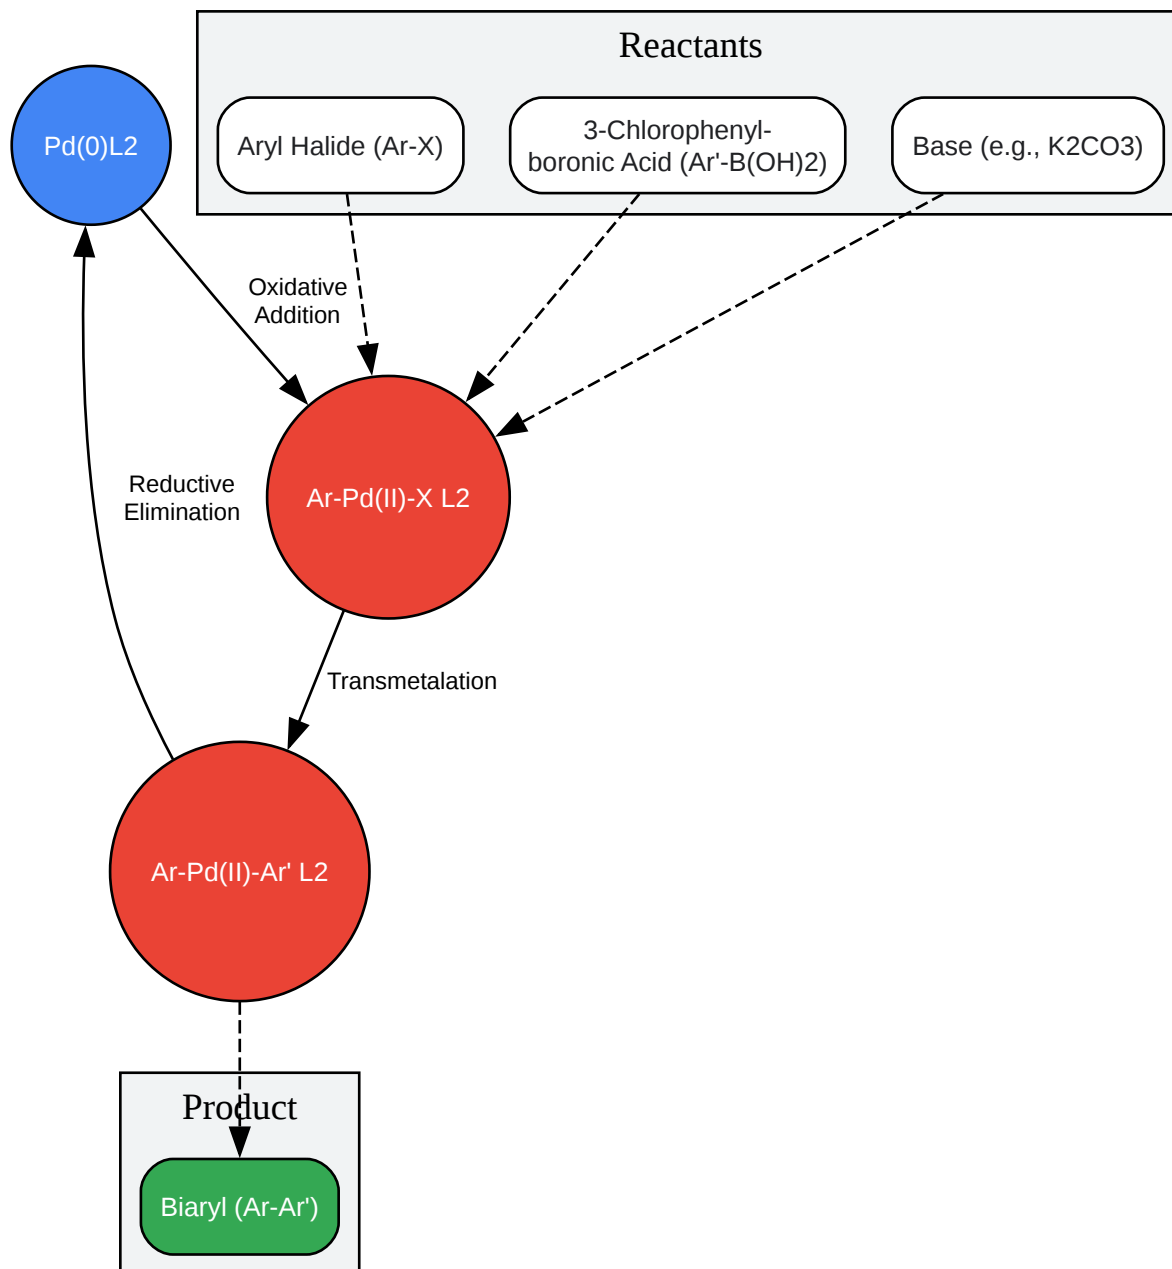 Reactants
Pd(0)L2
Aryl Halide (Ar-X)
3-Chlorophenyl-
boronic Acid (Ar'-B(OH)2)
Base (e.g., K2CO3)
Oxidative
Addition
Reductive
Elimination
Ar-Pd(II)-X L2
Transmetalation
Ar-Pd(II)-Ar' L2
Product
Biaryl (Ar-Ar')